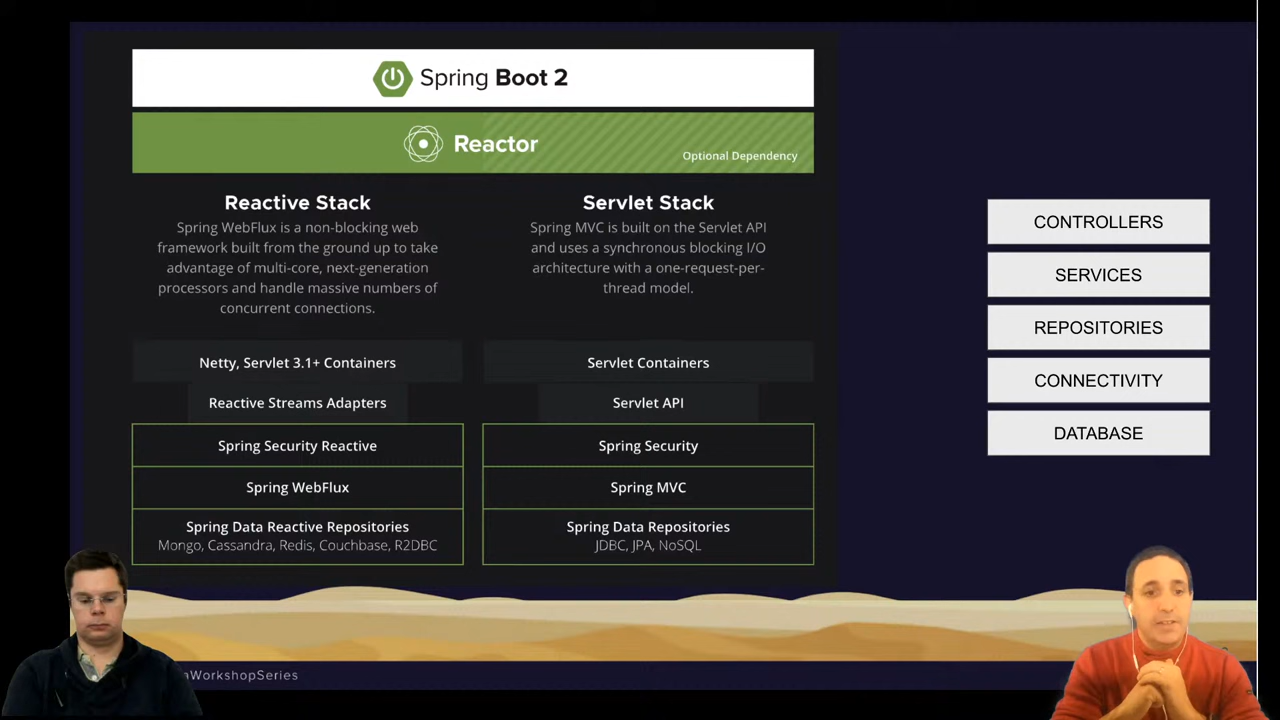 Spring Boot 2
Reactor
Optional Dependency
Reactive Stack
Spring WebFlux is a non-blocking web
framework built from the ground up to take
advantage of multi-core, next-generation
processors and handle massive numbers of
concurrent connections.
Netty, Servlet 3.1+ Containers
Reactive Streams Adapters
Spring Security Reactive
Spring WebFlux
Spring Data Reactive Repositories
Mongo, Cassandra, Redis, Couchbase, R2DBC
Servlet Stack
Spring MVC is built on the Servlet API
and uses a synchronous blocking I/O
architecture with a one-request-per-
thread model.
Servlet Containers
Servlet API
Spring Security
Spring MVC
Spring Data Repositories
JDBC, JPA, NoSQL
CONTROLLERS
SERVICES
REPOSITORIES
CONNECTIVITY
DATABASE
aWorkshopSeries